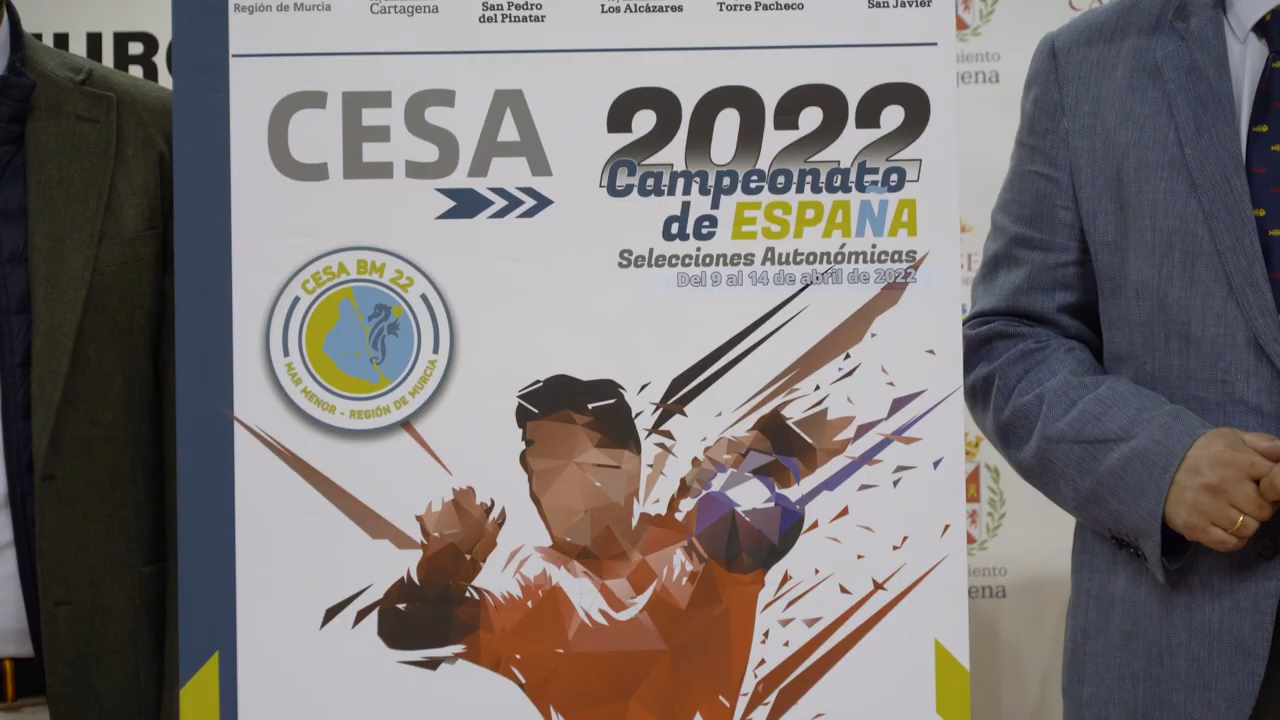 Región de Murcia
Cartagena
San Pedro
del Pinatar
Los Alcázares
Torre Pacheco
San Javier
CESA
2022
Campeonato
de ESPAÑA
Selecciones Autonómicas
Del 9 al 14 de abril de 2022
CESA BM 22
MAR MENOR - REGIÓN DE MURCIA